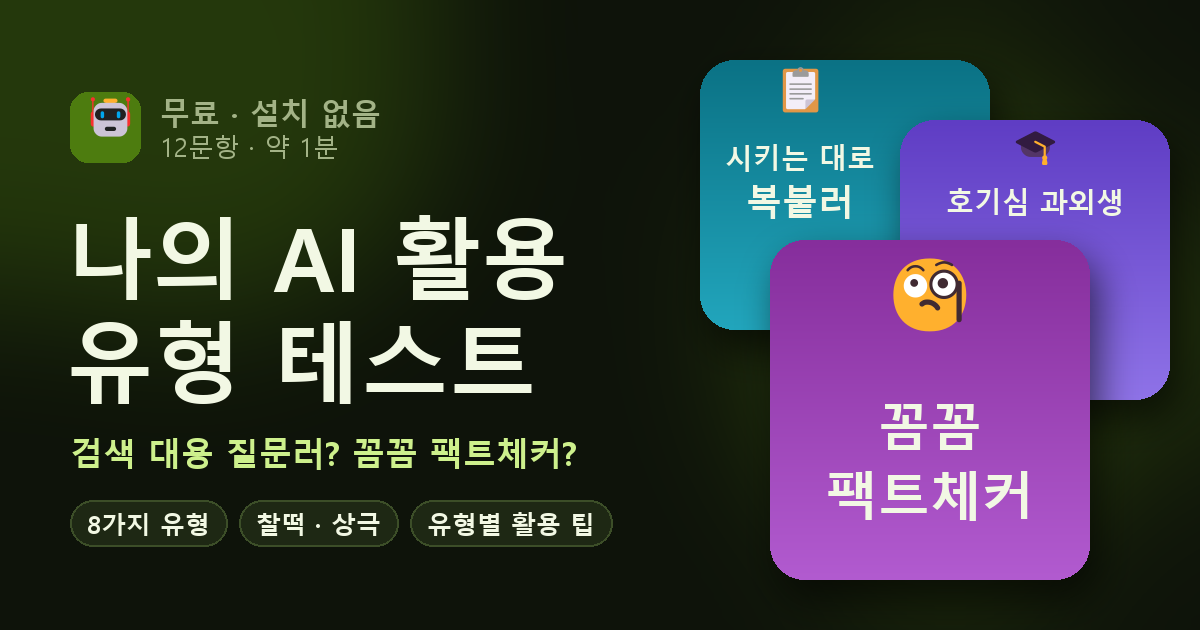 무료 · 설치 없음
12문항 · 약 1분
나의 AI 활용
유형 테스트
검색 대용 질문러? 꼼꼼 팩트체커?
8가지 유형
찰떡 · 상극
유형별 활용 팁
시키는 대로
복붙러
호기심 과외생
꼼꼼
팩트체커